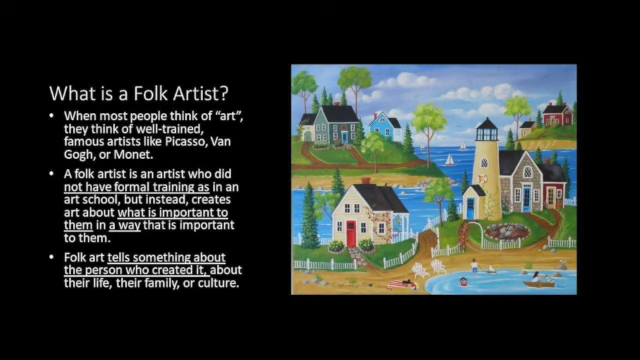 What is a Folk Artist?
• When most people think of “art”,
they think of well-trained,
famous artists like Picasso, Van
Gogh, or Monet.
• A folk artist is an artist who did
not have formal training as in an
art school, but instead, creates
art about what is important to
them in a way that is important
to them.
• Folk art tells something about
the person who created it, about
their life, their family, or culture.